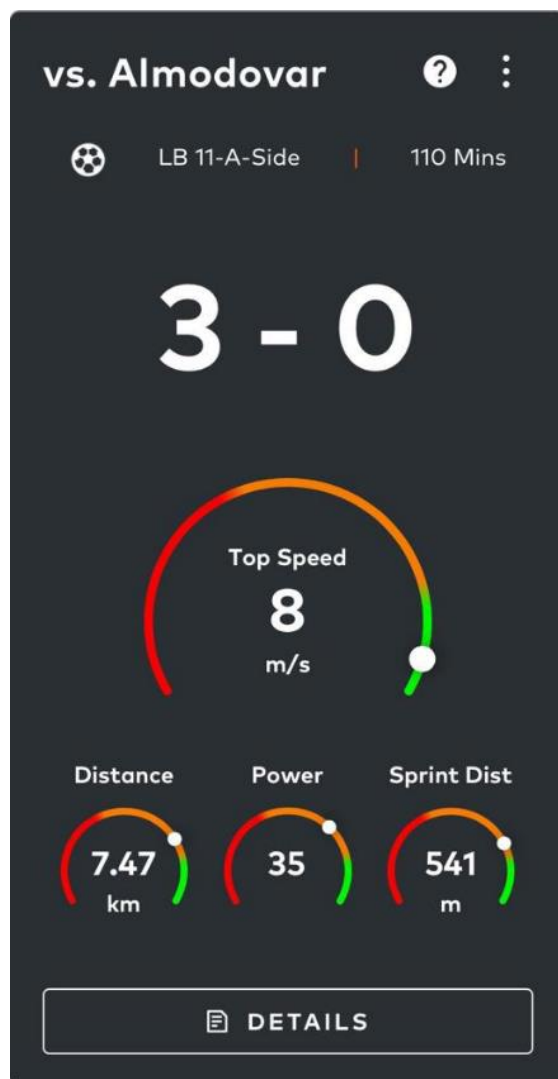 vs. Almodovar ?
LB 11-A-Side | 110 Mins
3 - 0
Top Speed
8
m/s
Distance Power Sprint Dist
7.47 35 541
km m
DETAILS